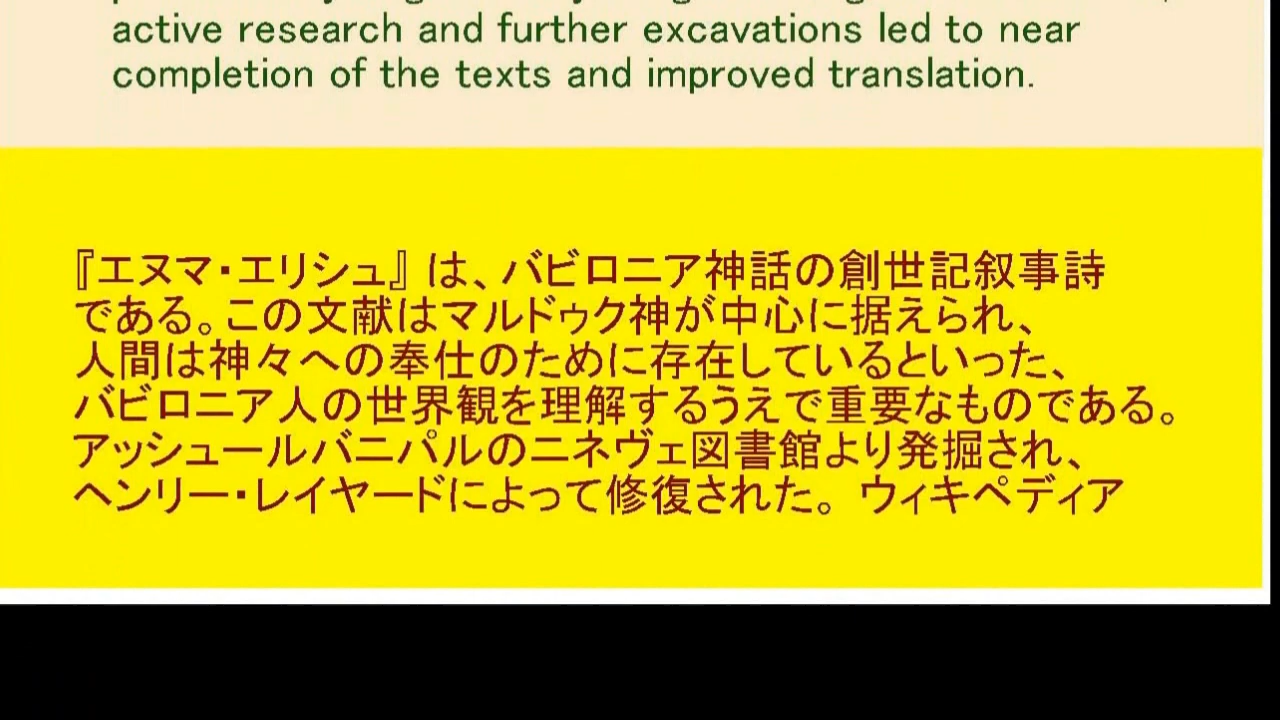 active research and further excavations led to near
completion of the texts and improved translation.
『エヌマ・エリシュ』 は、バビロニア神話の創世記叙事詩
である。この文献はマルドゥク神が中心に据えられ、
人間は神々への奉仕のために存在しているといった、
バビロニア人の世界観を理解するうえで重要なものである。
アッシュールバニパルのニネヴェ図書館より発掘され、
ヘンリー・レイヤードによって修復された。 ウィキペディア